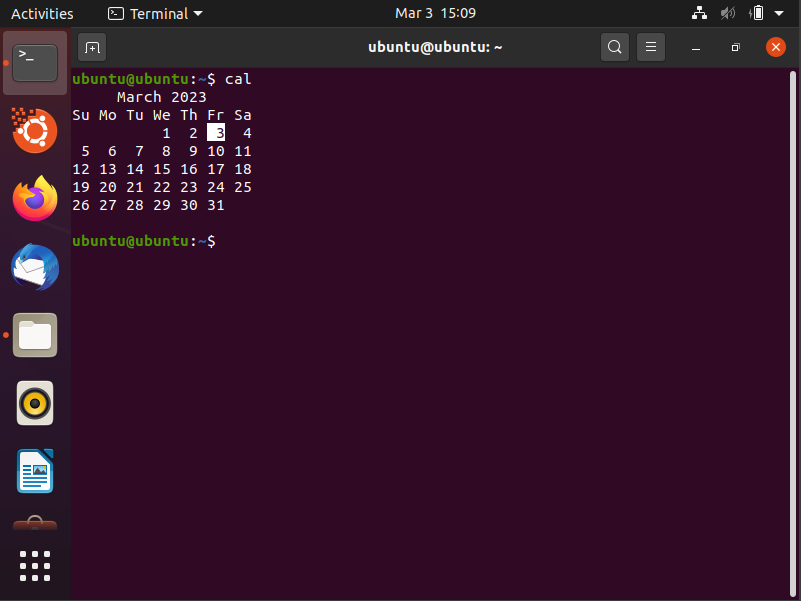 Activities Terminal Mar 3 15:09
ubuntu@ubuntu: ~
ubuntu@ubuntu:~$ cal
     March 2023
Su Mo Tu We Th Fr Sa
          1  2  3  4
 5  6  7  8  9 10 11
12 13 14 15 16 17 18
19 20 21 22 23 24 25
26 27 28 29 30 31
ubuntu@ubuntu:~$